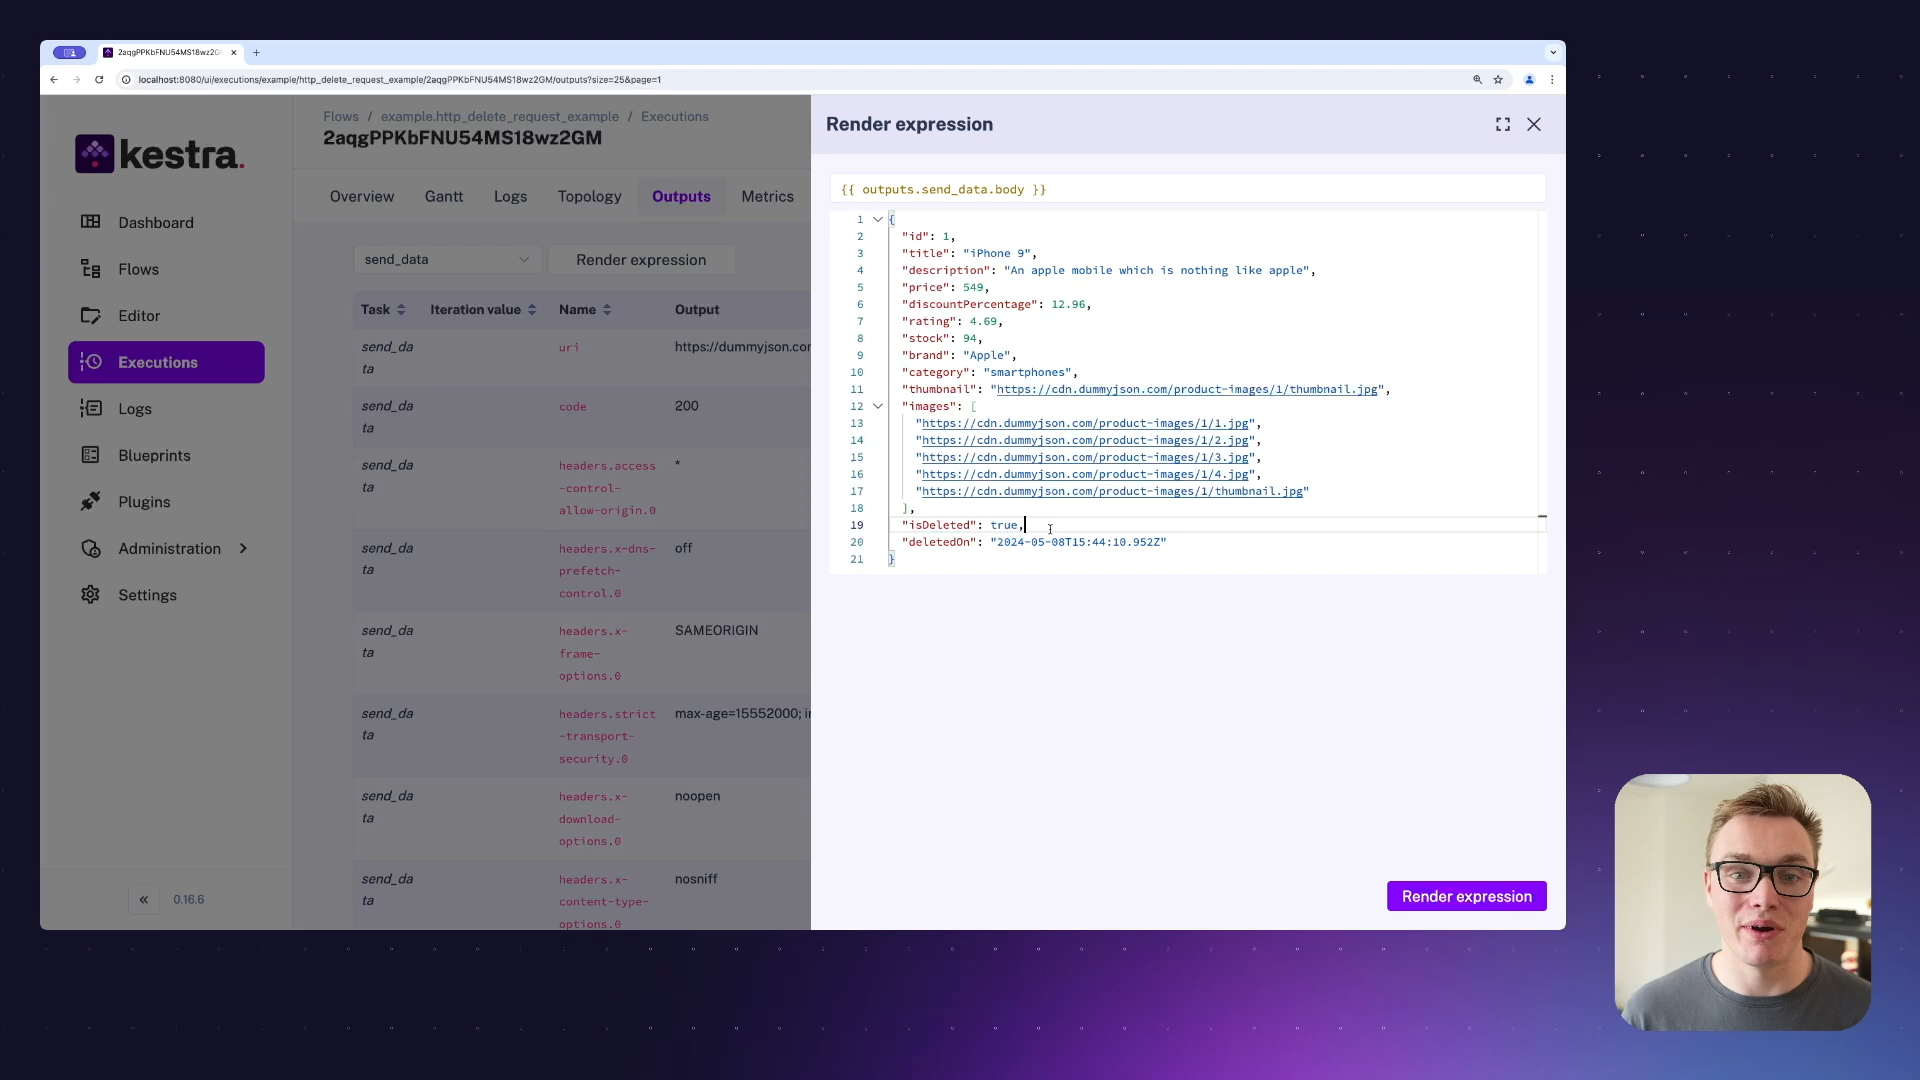 2aqgPPKbFNU54MS18wz2G
localhost:8080/ui/executions/example/http_delete_request_example/2aqgPPKbFNU54MS18wz2GM/outputs?size=25&page=1
kestra.
Dashboard
Flows
Editor
Executions
Logs
Blueprints
Plugins
Administration
Settings
0.16.6
Flows / example.http_delete_request_example / Executions
2aqgPPKbFNU54MS18wz2GM
Overview Gantt Logs Topology Outputs Metrics
send_data Render expression
Task Iteration value Name Output
send_da uri https://dummyjson.co
ta
send_da code 200
ta
send_da headers.access *
ta -control-
allow-origin.0
send_da headers.x-dns- off
ta prefetch-
control.0
send_da headers.x- SAMEORIGIN
ta frame-
options.0
send_da headers.strict max-age=15552000; i
ta -transport-
security.0
send_da headers.x- noopen
ta download-
options.0
send_da headers.x- nosniff
ta content-type-
options.0
Render expression
{{ outputs.send_data.body }}
1 {
2 "id": 1,
3 "title": "iPhone 9",
4 "description": "An apple mobile which is nothing like apple",
5 "price": 549,
6 "discountPercentage": 12.96,
7 "rating": 4.69,
8 "stock": 94,
9 "brand": "Apple",
10 "category": "smartphones",
11 "thumbnail": "https://cdn.dummyjson.com/product-images/1/thumbnail.jpg",
12 "images": [
13 "https://cdn.dummyjson.com/product-images/1/1.jpg",
14 "https://cdn.dummyjson.com/product-images/1/2.jpg",
15 "https://cdn.dummyjson.com/product-images/1/3.jpg",
16 "https://cdn.dummyjson.com/product-images/1/4.jpg",
17 "https://cdn.dummyjson.com/product-images/1/thumbnail.jpg"
18 ],
19 "isDeleted": true,
20 "deletedOn": "2024-05-08T15:44:10.952Z"
21 }
Render expression